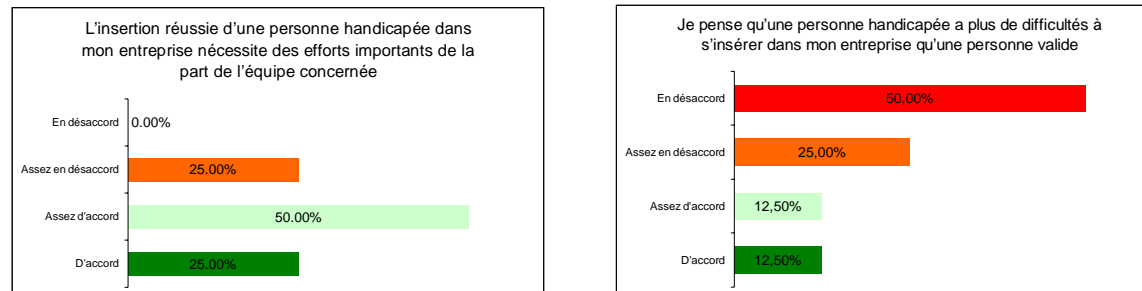 L'insertion réussie d'une personne handicapée dans
mon entreprise nécessite des efforts importants de la
part de l'équipe concernée
En désaccord 0.00%
Assez en désaccord 25.00%
Assez d'accord 50.00%
D'accord 25.00%
Je pense qu'une personne handicapée a plus de difficultés à
s'insérer dans mon entreprise qu'une personne valide
En désaccord 50,00%
Assez en désaccord 25,00%
Assez d'accord 12,50%
D'accord 12,50%